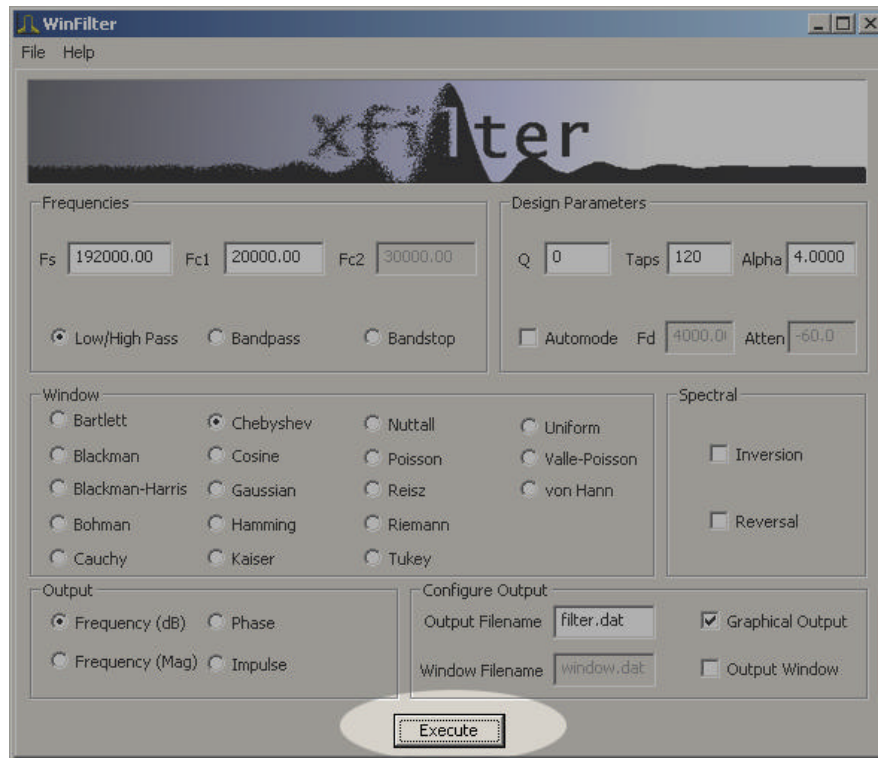 WinFilter
File Help
xfilter
Frequencies
Fs 192000.00 Fc1 20000.00 Fc2 30000.00
Low/High Pass Bandpass Bandstop
Design Parameters
Q 0 Taps 120 Alpha 4.0000
Automode Fd 4000.0 Atten -60.0
Window
Bartlett Chebyshev Nuttall Uniform
Blackman Cosine Poisson Valle-Poisson
Blackman-Harris Gaussian Reisz von Hann
Bohman Hamming Riemann
Cauchy Kaiser Tukey
Spectral
Inversion
Reversal
Output
Frequency (dB) Phase
Frequency (Mag) Impulse
Configure Output
Output Filename filter.dat Graphical Output
Window Filename window.dat Output Window
Execute